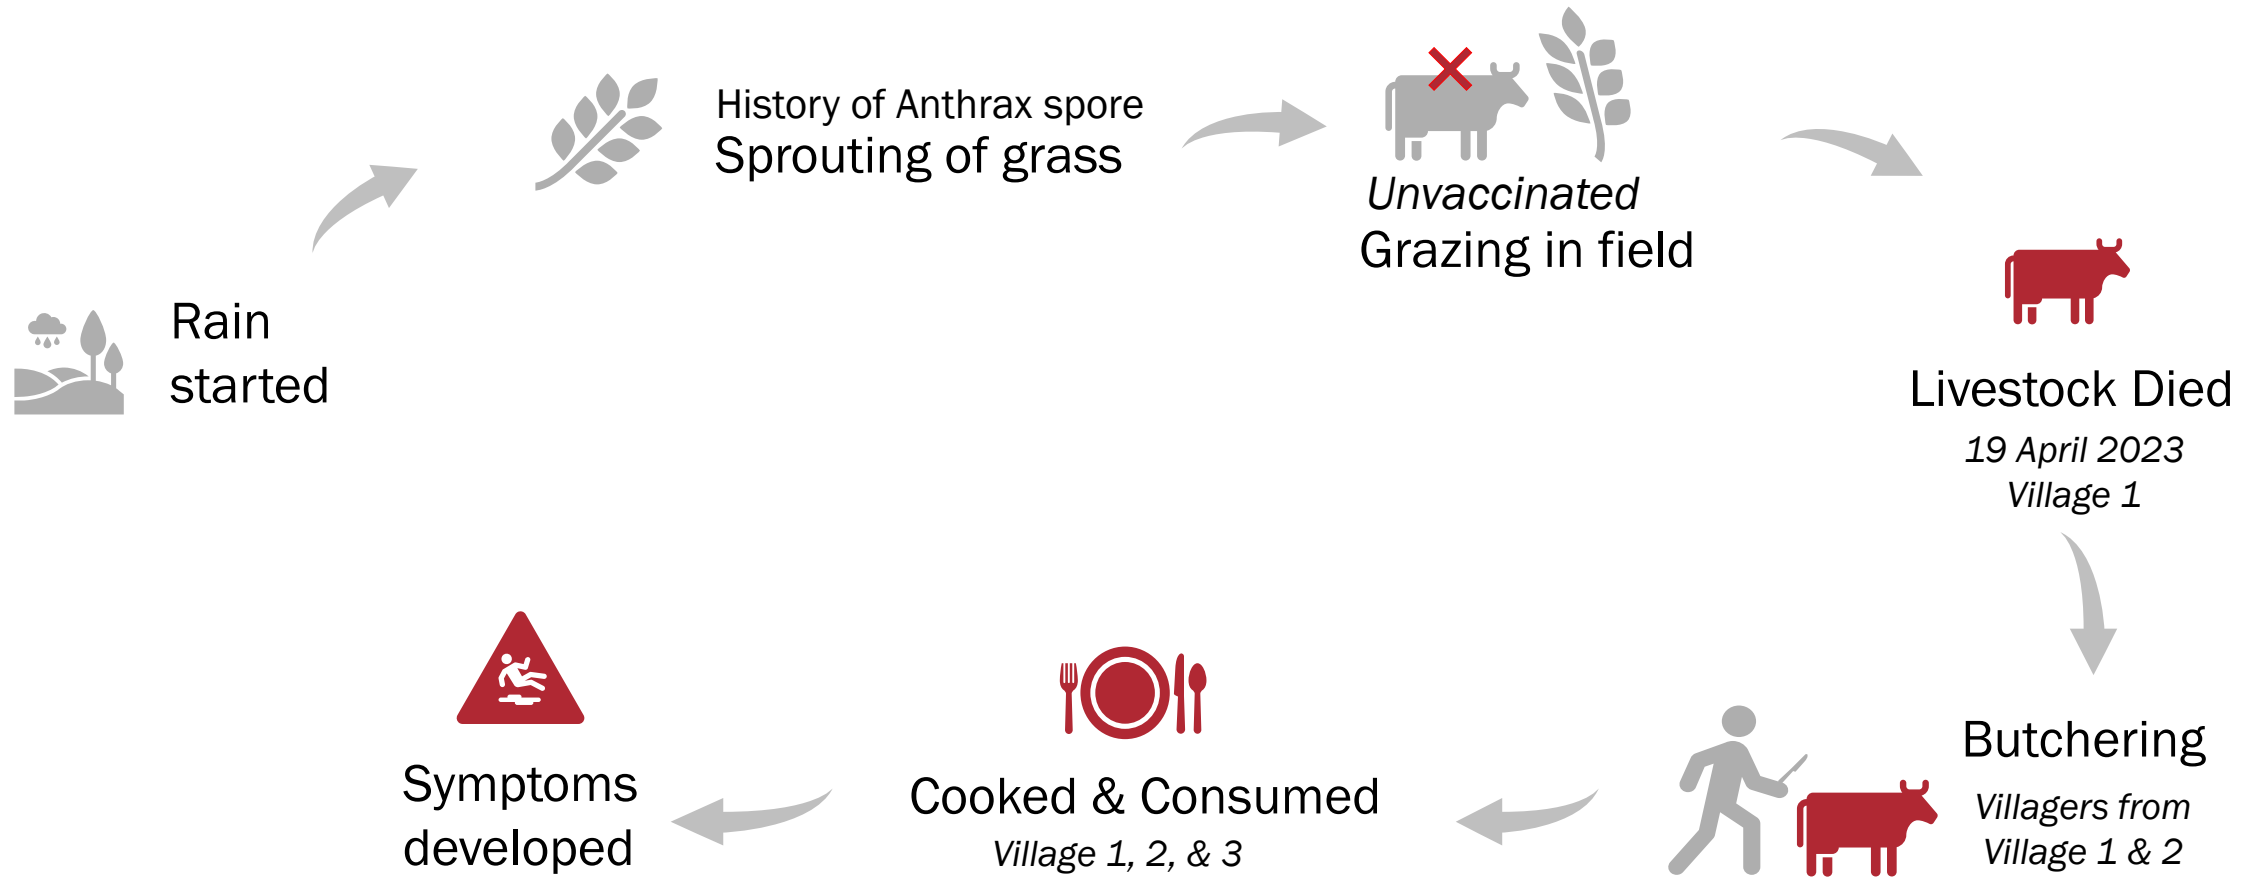 Rain
started
History of Anthrax spore
Sprouting of grass
Unvaccinated
Grazing in field
Livestock Died
19 April 2023
Village 1
Butchering
Villagers from
Village 1 & 2
Cooked & Consumed
Village 1, 2, & 3
Symptoms
developed